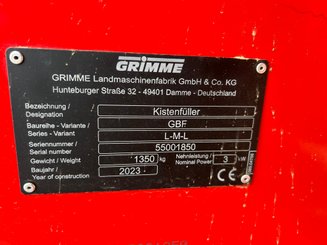 GRIMME
GRIMME Landmaschinenfabrik GmbH & Co. KG
Hunteburger Straße 32 - 49401 Damme - Deutschland
Bezeichnung / Designation Kistenfüller
Baureihe - Variante / Series - Variant GBF
L-M-L
Seriennummer / Serial number 55001850
Gewicht / Weight 1350 kg Nennleistung / Nominal Power 3 kW
Baujahr / Year of construction 2023 CE